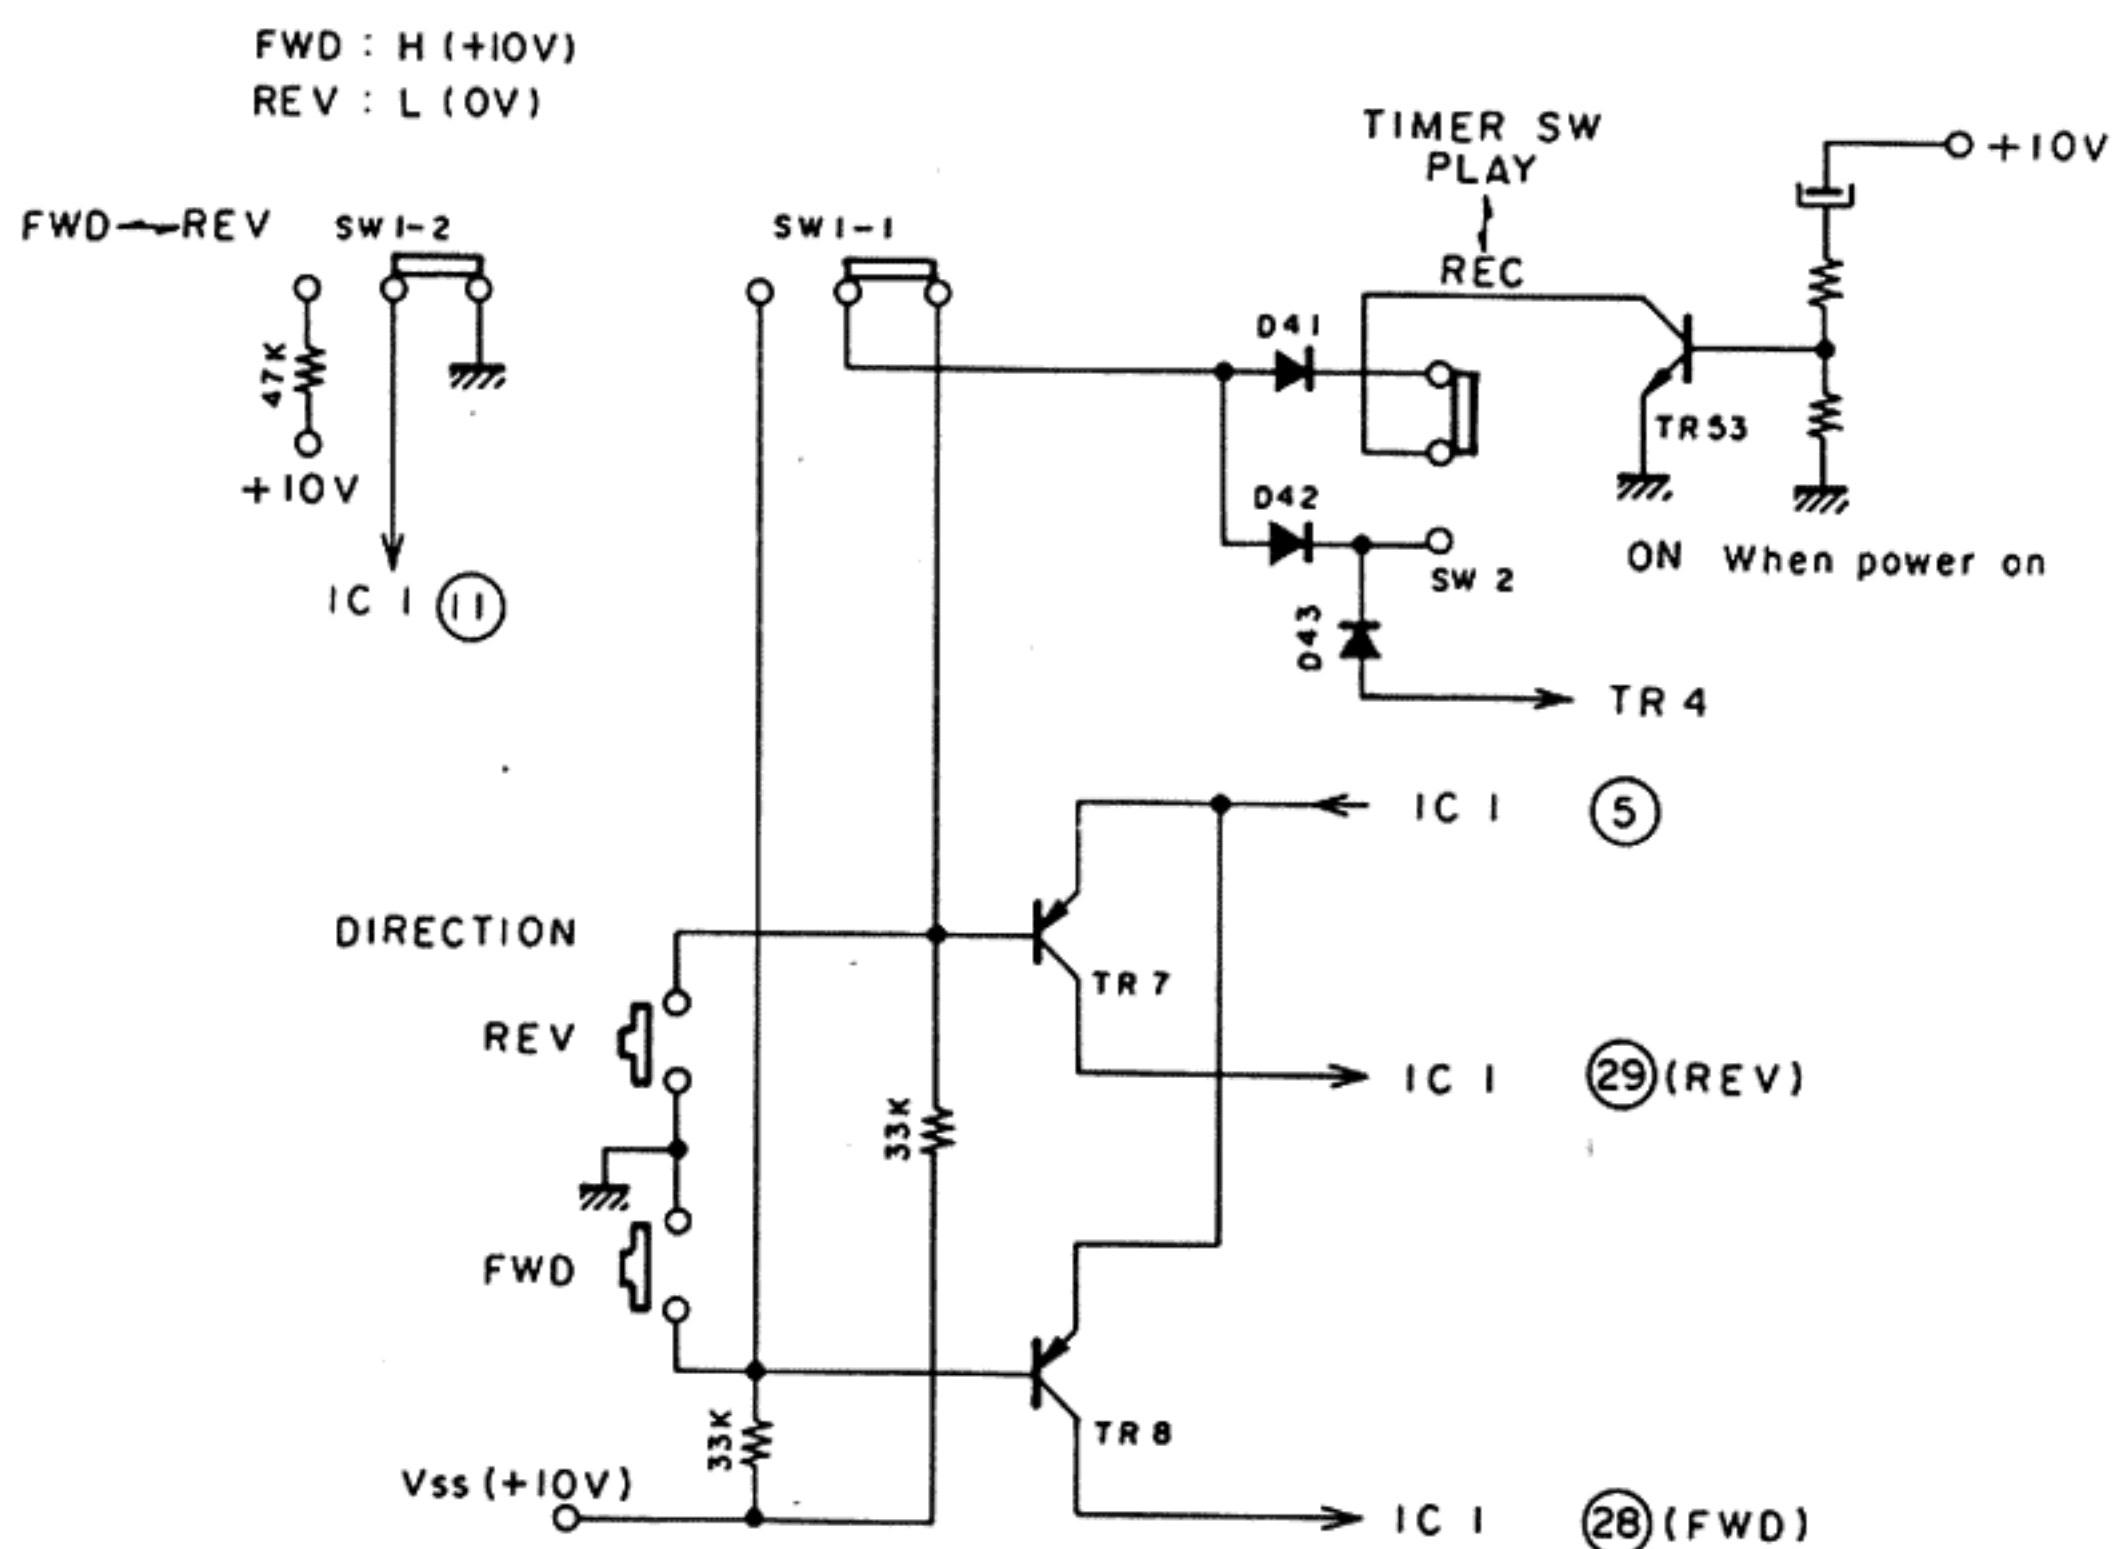 FWD : H (+10V)
REV : L (0V)
TIMER SW
PLAY
REC
+10V
FWD REV
SW1-2
SW1-1
47K
+10V
IC 1 11
D41
D42
D43
TR53
SW 2
ON When power on
TR 4
IC 1 5
DIRECTION
TR 7
REV
IC 1 29 (REV)
33K
FWD
33K
TR 8
Vss (+10V)
IC 1 28 (FWD)